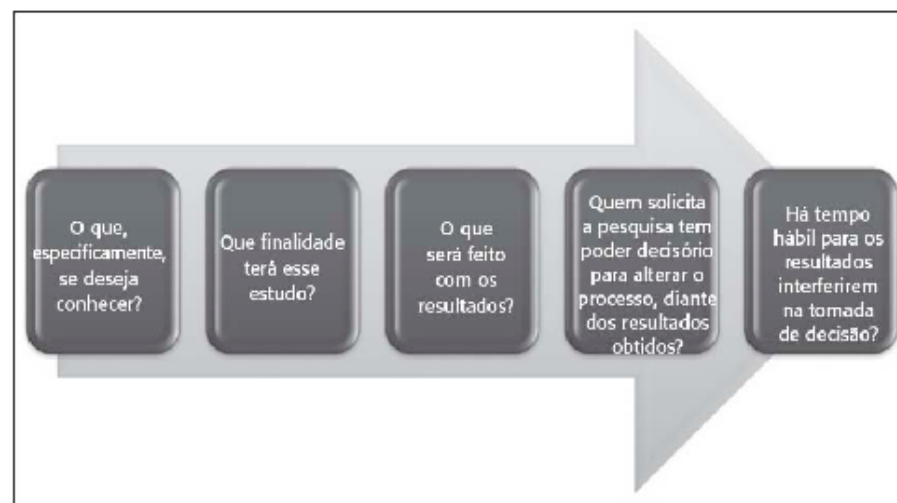 O que,
especificamente,
se deseja
conhecer?
Que finalidade
terá esse
estudo?
O que
será feito
com os
resultados?
Quem solicita
a pesquisa tem
poder decisório
para alterar o
processo, diante
dos resultados
obtidos?
Há tempo
hábil para os
resultados
interferirem
na tomada
de decisão?